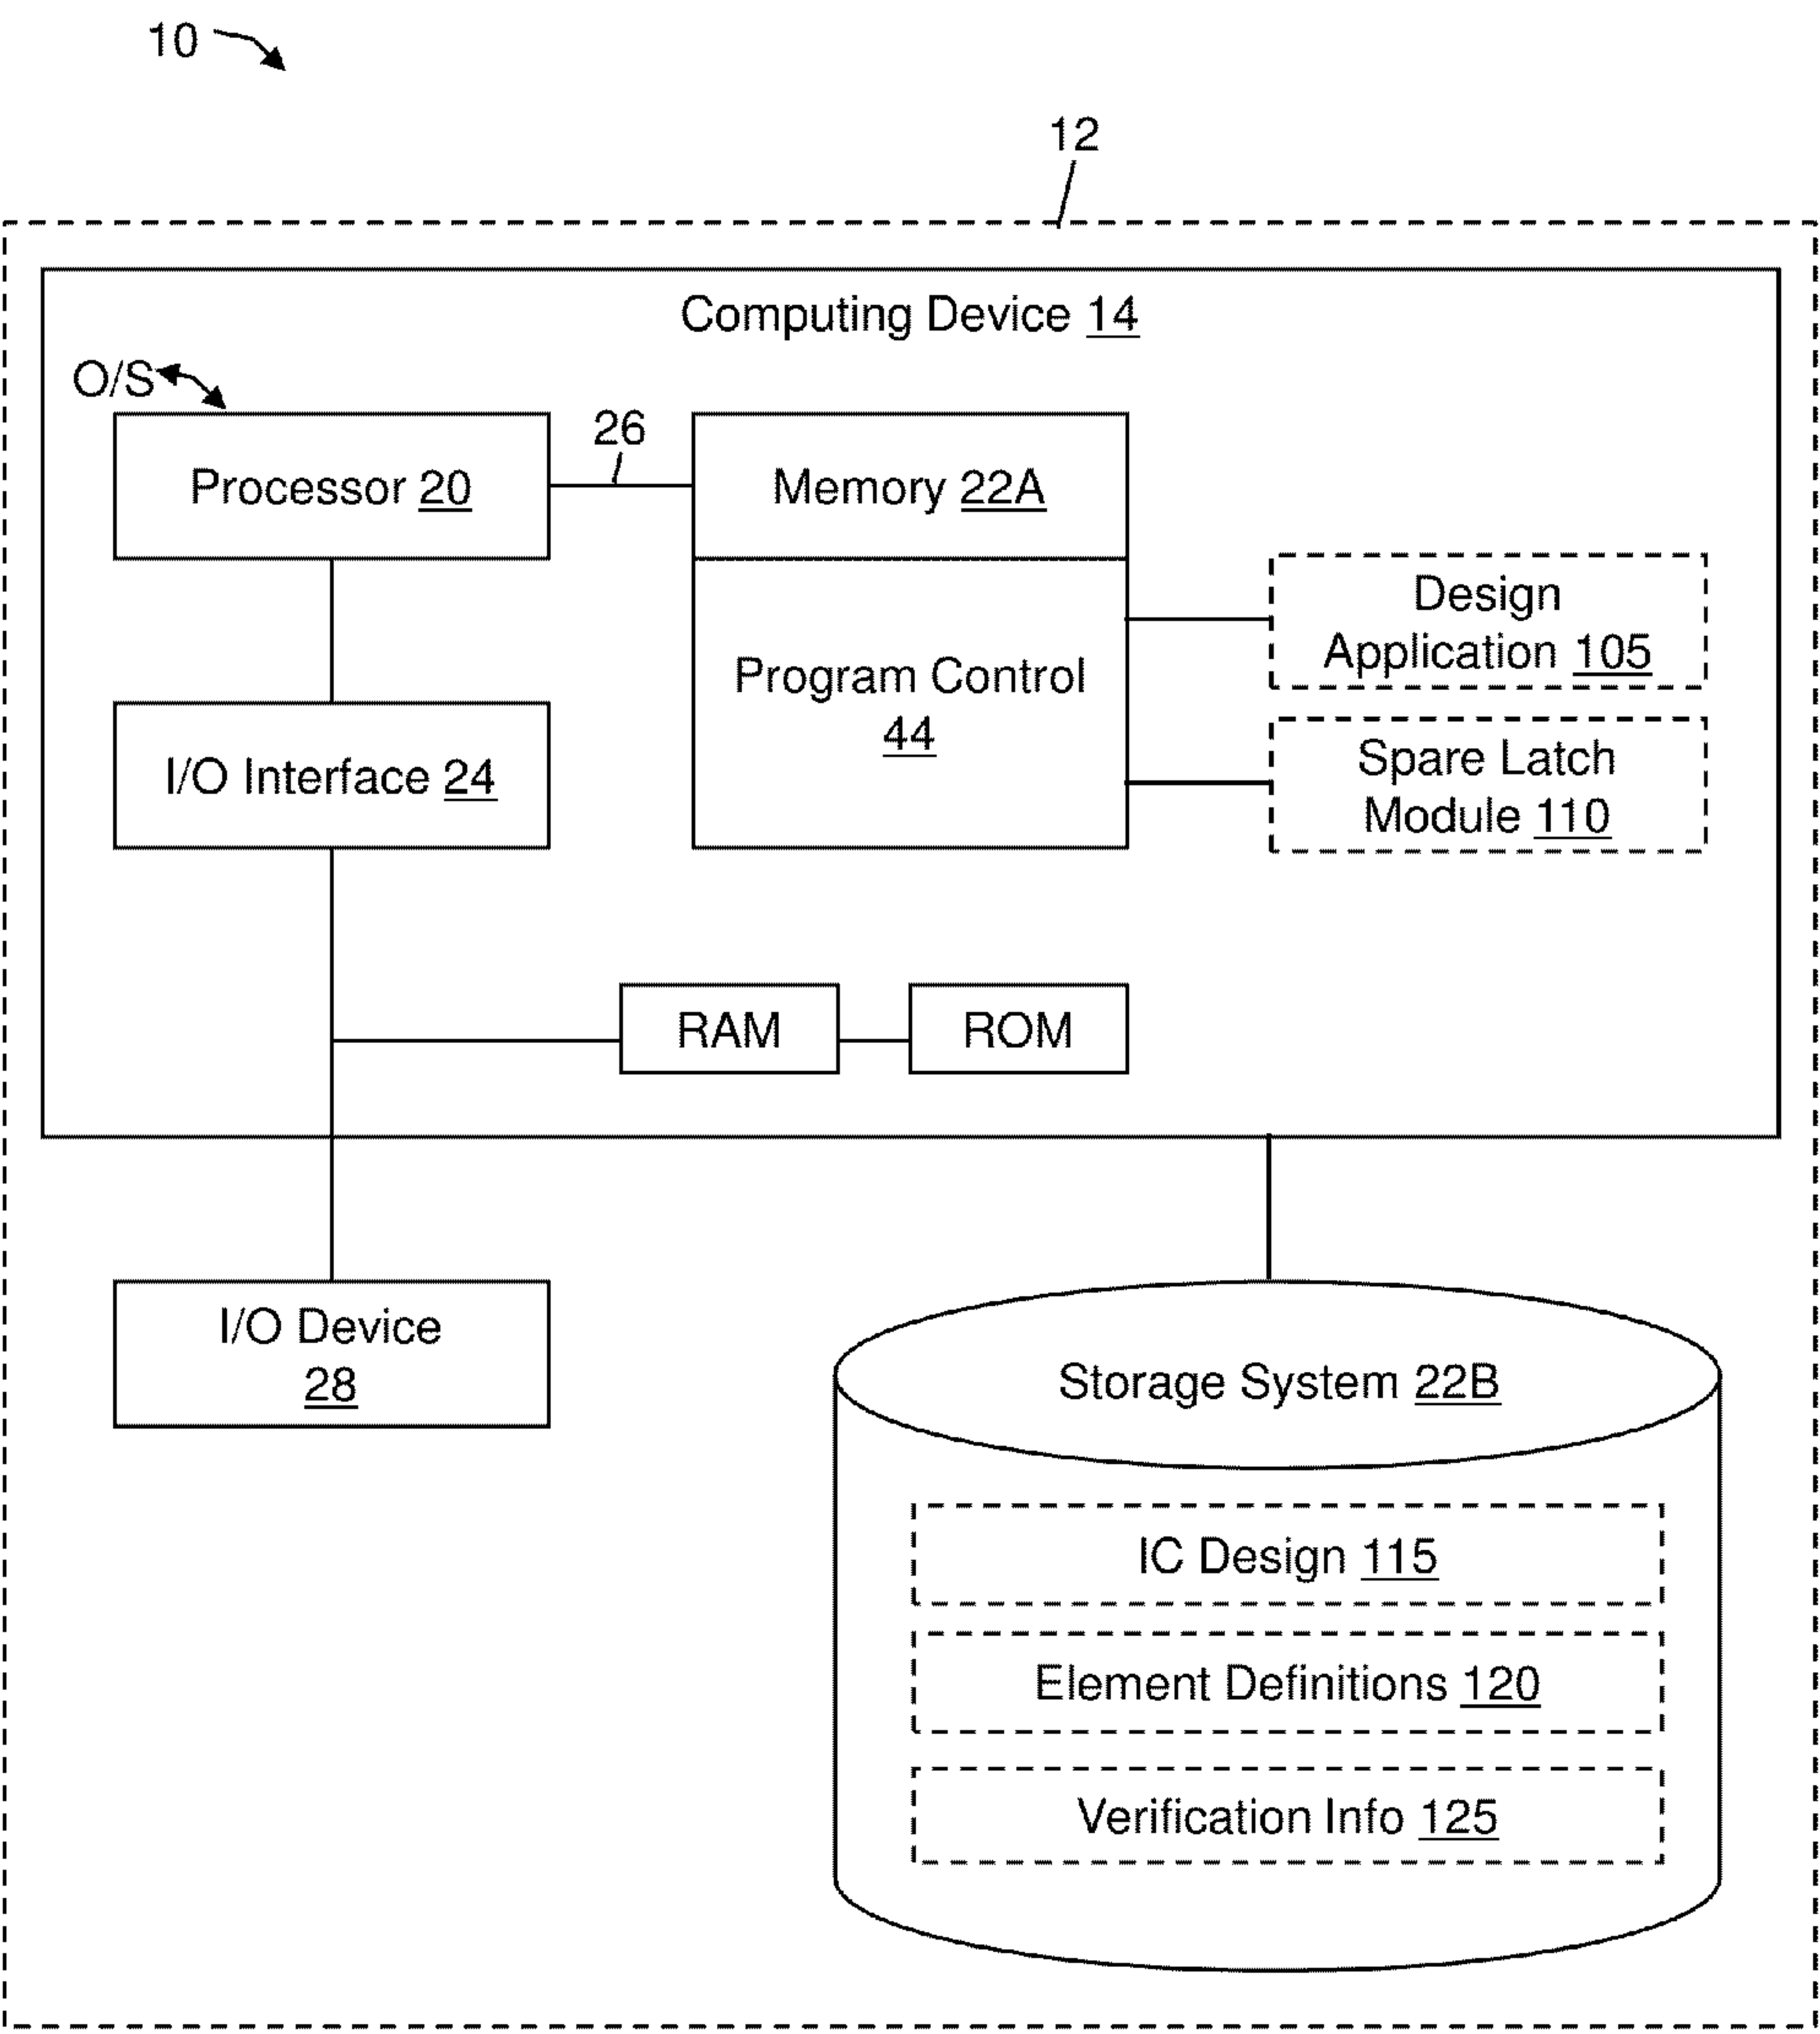 10
12
Computing Device 14
O/S
26
Processor 20
Memory 22A
Design
Application 105
Program Control
44
Spare Latch
Module 110
I/O Interface 24
RAM
ROM
I/O Device
28
Storage System 22B
IC Design 115
Element Definitions 120
Verification Info 125